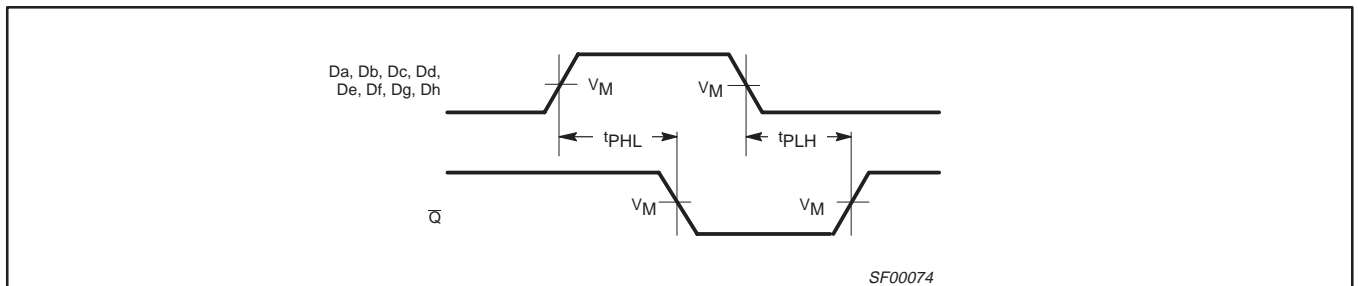 Da, Db, Dc, Dd,
De, Df, Dg, Dh
VM
VM
tPHL
tPLH
Q̅
VM
VM
SF00074